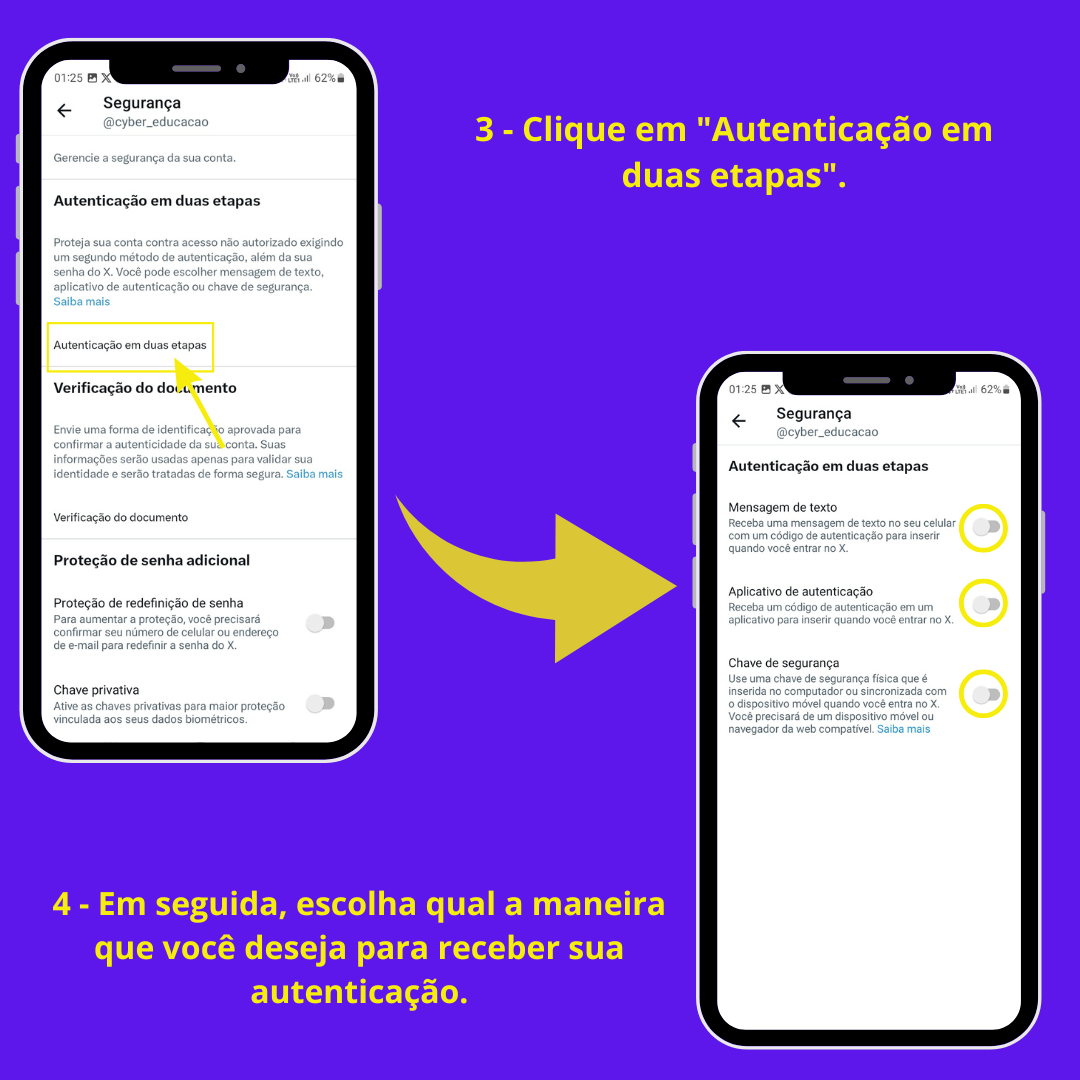 01:25
62%
Segurança
@cyber_educacao
Gerencie a segurança da sua conta.
Autenticação em duas etapas
Proteja sua conta contra acesso não autorizado exigindo
um segundo método de autenticação, além da sua
senha do X. Você pode escolher mensagem de texto,
aplicativo de autenticação ou chave de segurança.
Saiba mais
Autenticação em duas etapas
Verificação do documento
Envie uma forma de identificação aprovada para
confirmar a autenticidade da sua conta. Suas
informações serão usadas apenas para validar sua
identidade e serão tratadas de forma segura. Saiba mais
Verificação do documento
Proteção de senha adicional
Proteção de redefinição de senha
Para aumentar a proteção, você precisará
confirmar seu número de celular ou endereço
de e-mail para redefinir a senha do X.
Chave privativa
Ative as chaves privativas para maior proteção
vinculada aos seus dados biométricos.
3 - Clique em "Autenticação em
duas etapas".
01:25
62%
Segurança
@cyber_educacao
Autenticação em duas etapas
Mensagem de texto
Receba uma mensagem de texto no seu celular
com um código de autenticação para inserir
quando você entrar no X.
Aplicativo de autenticação
Receba um código de autenticação em um
aplicativo para inserir quando você entrar no X.
Chave de segurança
Use uma chave de segurança física que é
inserida no computador ou sincronizada com
o dispositivo móvel quando você entra no X.
Você precisará de um dispositivo móvel ou
navegador da web compatível. Saiba mais
4 - Em seguida, escolha qual a maneira
que você deseja para receber sua
autenticação.